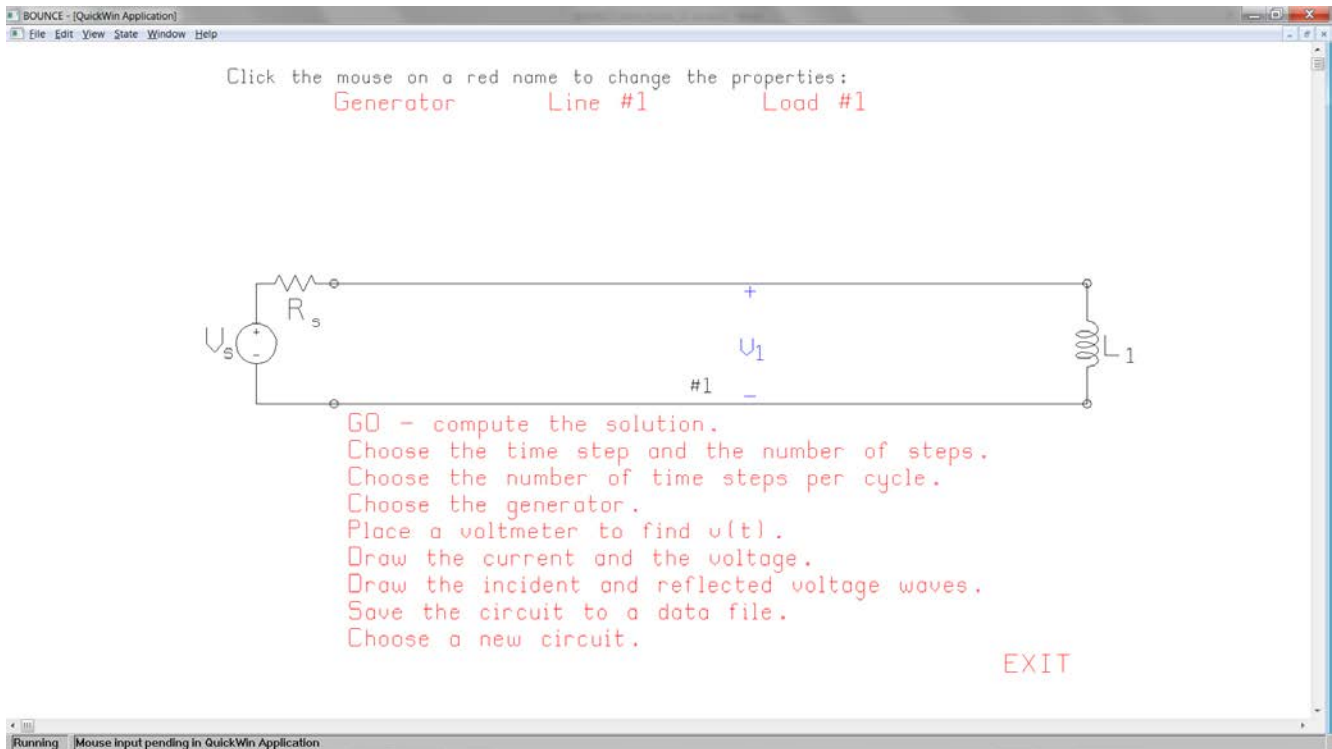 BOUNCE - [QuickWin Application]
File Edit View State Window Help
Click the mouse on a red name to change the properties:
Generator Line #1 Load #1
+
R s
V s + -
V1
L 1
#1
-
GO - compute the solution.
Choose the time step and the number of steps.
Choose the number of time steps per cycle.
Choose the generator.
Place a voltmeter to find v(t).
Draw the current and the voltage.
Draw the incident and reflected voltage waves.
Save the circuit to a data file.
Choose a new circuit.
EXIT
Running Mouse input pending in QuickWin Application